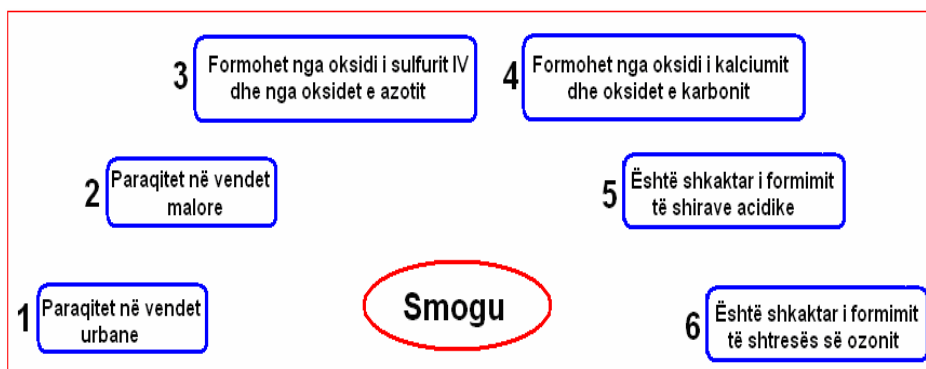 3 Formohet nga oksidi i sulfurit IV
dhe nga oksidet e azotit
4 Formohet nga oksidi i kalciumit
dhe oksidet e karbonit
2 Paraqitet në vendet
malore
5 Është shkaktar i formimit
të shirave acidike
1 Paraqitet në vendet
urbane
Smogu
6 Është shkaktar i formimit
të shtresës së ozonit